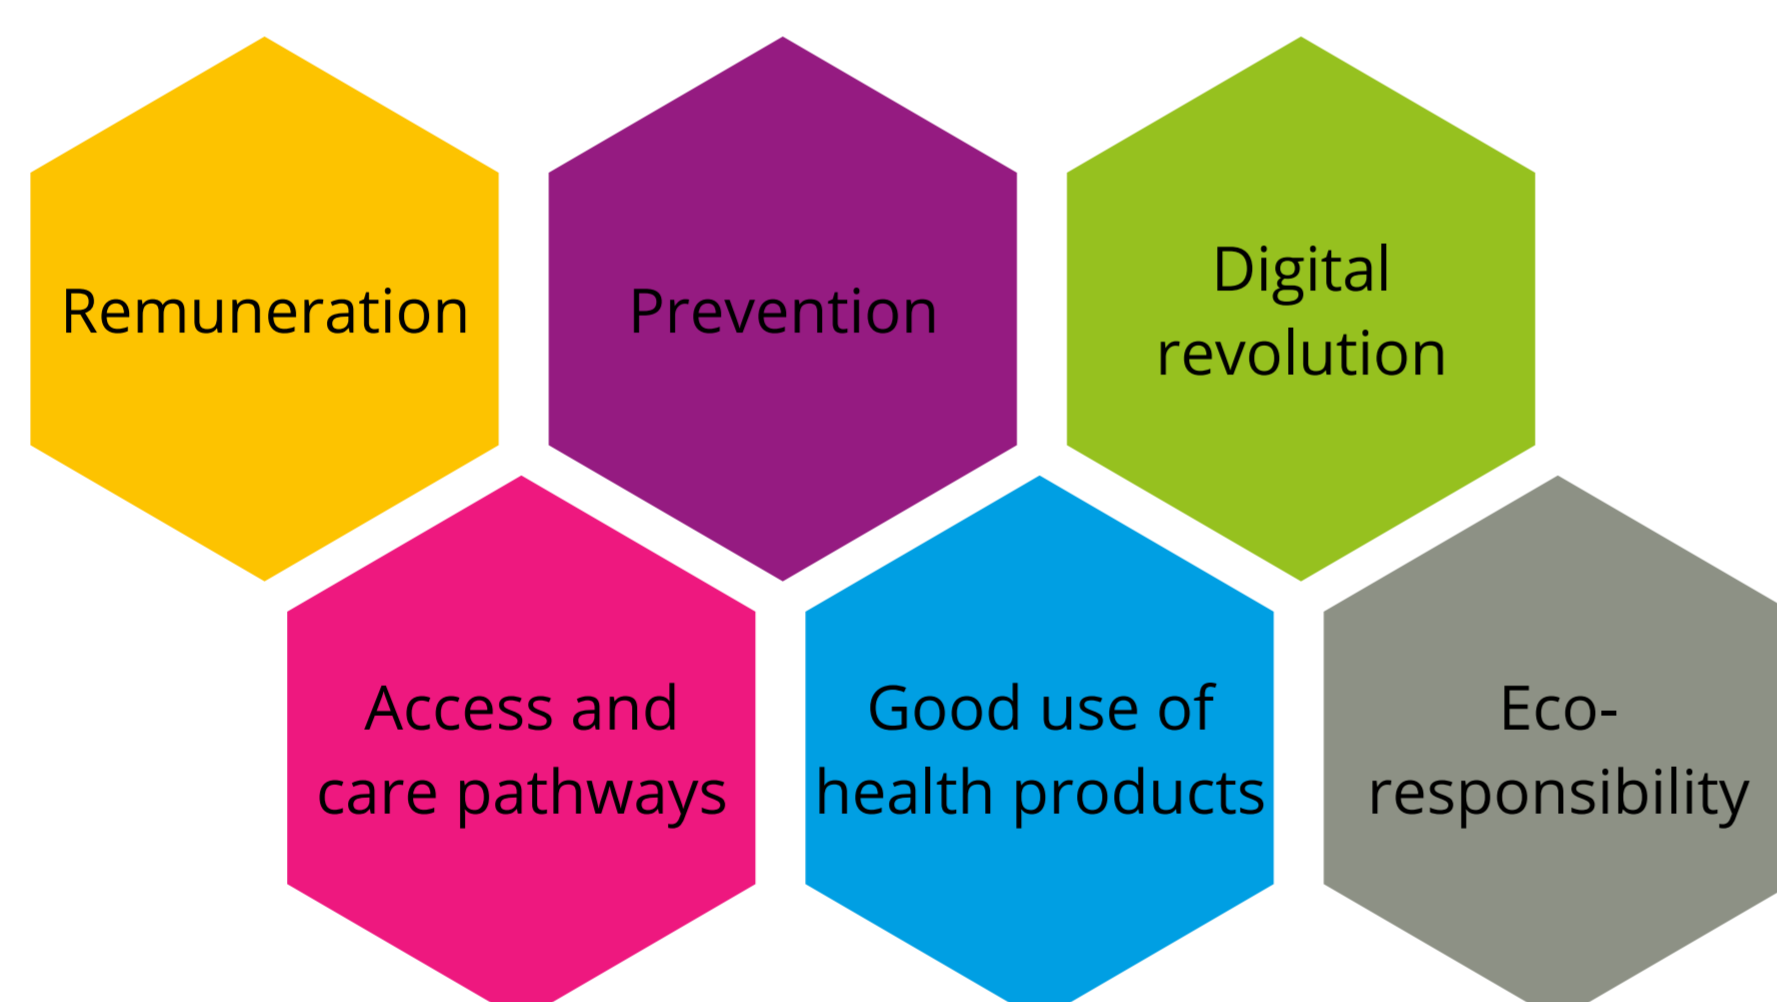 Remuneration
Prevention
Digital
revolution
Access and
care pathways
Good use of
health products
Eco-
responsibility